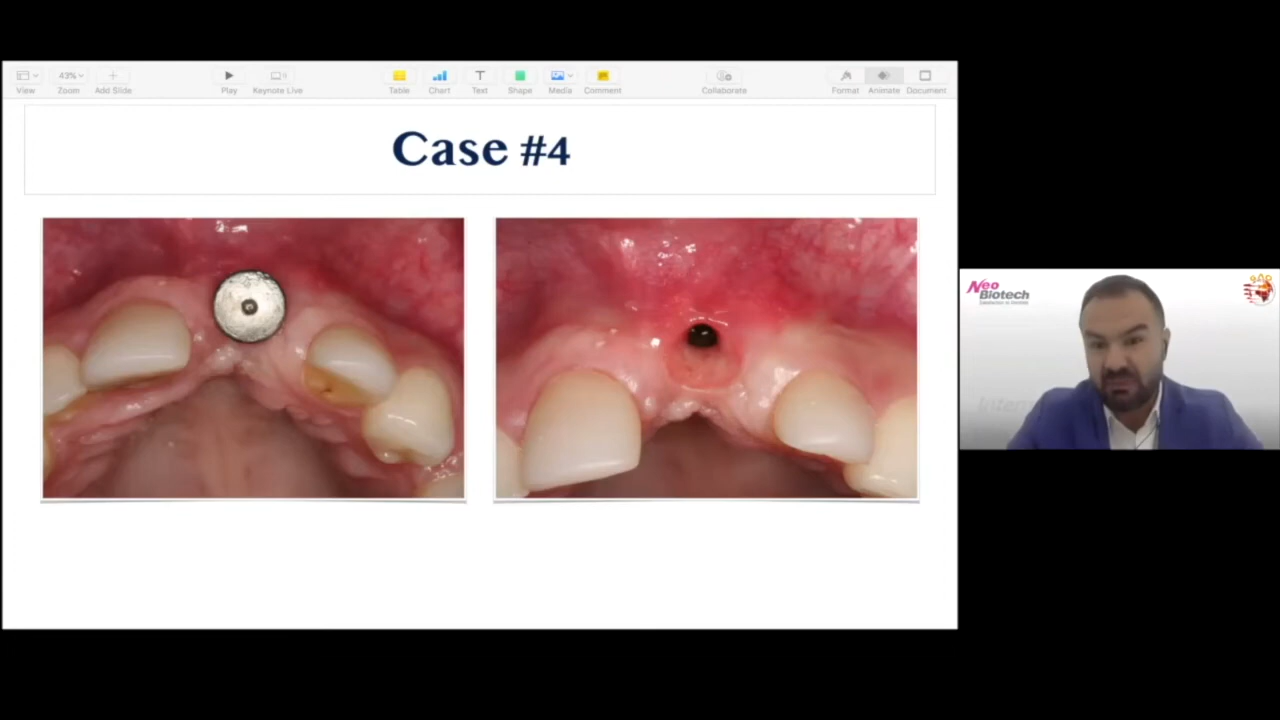 43%
View
Zoom
Add Slide
Play
Keynote Live
Table
Chart
Text
Shape
Media
Comment
Collaborate
Format
Animate
Document
Case #4
Neo
Biotech